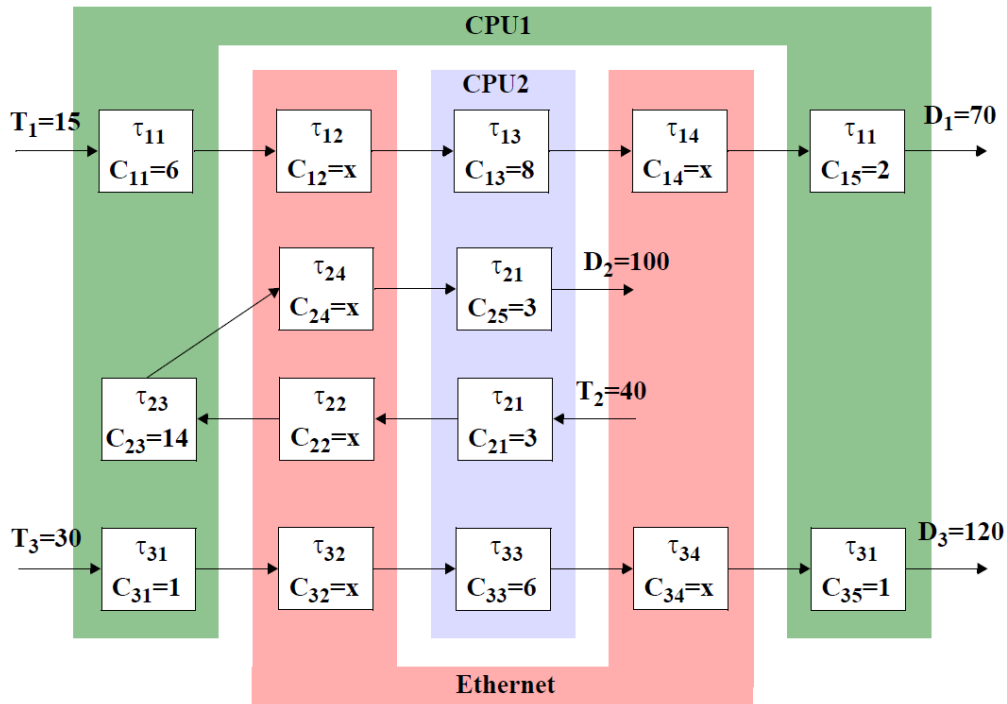 CPU1
CPU2
T1=15
τ11
C11=6
τ12
C12=x
τ13
C13=8
τ14
C14=x
τ11
C15=2
D1=70
τ24
C24=x
τ21
C25=3
D2=100
τ23
C23=14
τ22
C22=x
τ21
C21=3
T2=40
T3=30
τ31
C31=1
τ32
C32=x
τ33
C33=6
τ34
C34=x
τ31
C35=1
D3=120
Ethernet